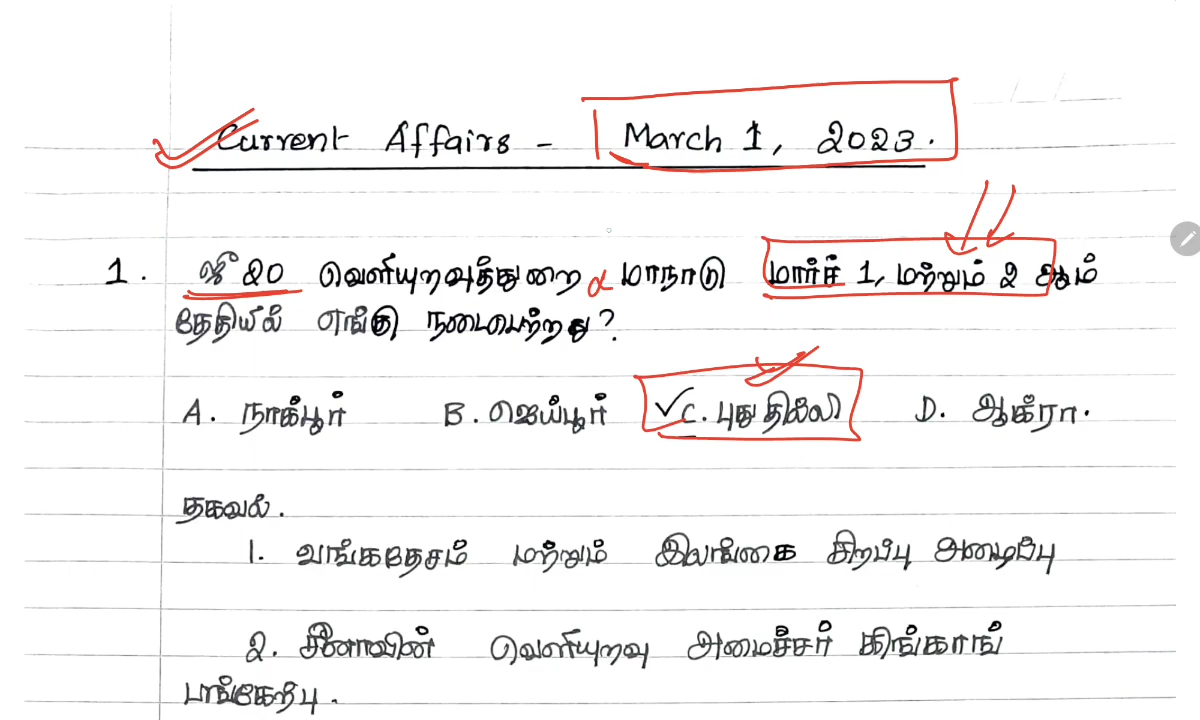 Current Affairs - March 1, 2023.
1. ஜீ 20 வெளியுறவுத்துறை மாநாடு மார்ச் 1, மற்றும் 2 ஆம்
தேதியில் எங்கு நடைபெற்றது?
A. நாக்பூர் B. ஜெய்பூர் C. புதுதில்லி D. ஆக்ரா.
தகவல்.
1. வங்கதேசம் மற்றும் இலங்கை சிறப்பு அழைப்பு
2. சீனாவின் வெளியுறவு அமைச்சர் கிங்காங்
பங்கேற்பு.